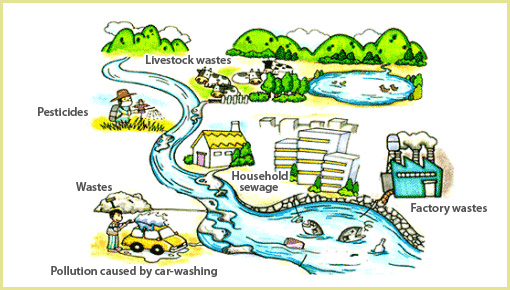 Livestock wastes
Pesticides
Household
sewage
Wastes
Factory wastes
Pollution caused by car-washing